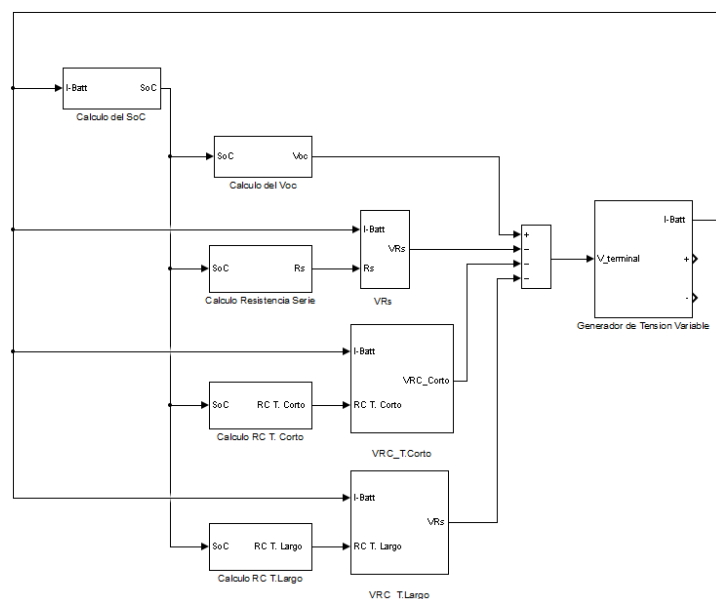 I-Batt
SoC
Calculo del SoC
SoC
Voc
Calculo del Voc
I-Batt
VRs
Rs
VRs
SoC
Rs
Calculo Resistencia Serie
+
−
−
−
I-Batt
V_terminal
+
-
Generador de Tension Variable
I-Batt
VRC_Corto
RC T. Corto
VRC_T.Corto
SoC
RC T. Corto
Calculo RC T. Corto
I-Batt
VRs
RC T. Largo
VRC_T.Largo
SoC
RC T. Largo
Calculo RC T.Largo